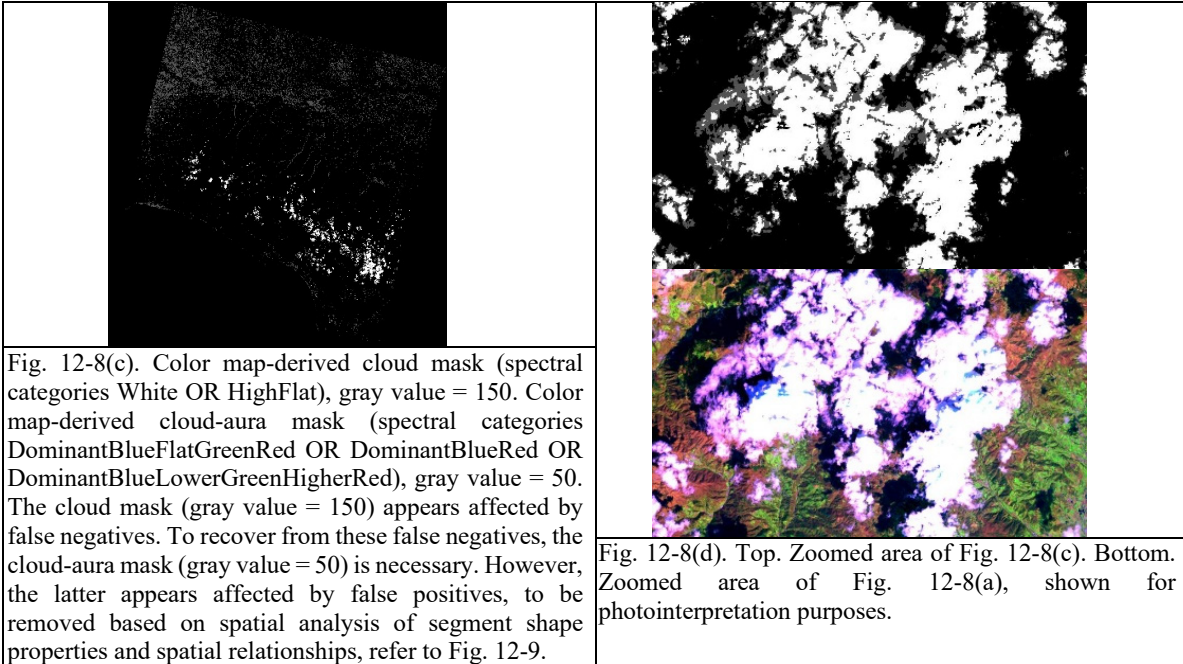 Fig. 12-8(c). Color map-derived cloud mask (spectral
categories White OR HighFlat), gray value = 150. Color
map-derived cloud-aura mask (spectral categories
DominantBlueFlatGreenRed OR DominantBlueRed OR
DominantBlueLowerGreenHigherRed), gray value = 50.
The cloud mask (gray value = 150) appears affected by
false negatives. To recover from these false negatives, the
cloud-aura mask (gray value = 50) is necessary. However,
the latter appears affected by false positives, to be
removed based on spatial analysis of segment shape
properties and spatial relationships, refer to Fig. 12-9.
Fig. 12-8(d). Top. Zoomed area of Fig. 12-8(c). Bottom.
Zoomed area of Fig. 12-8(a), shown for
photointerpretation purposes.